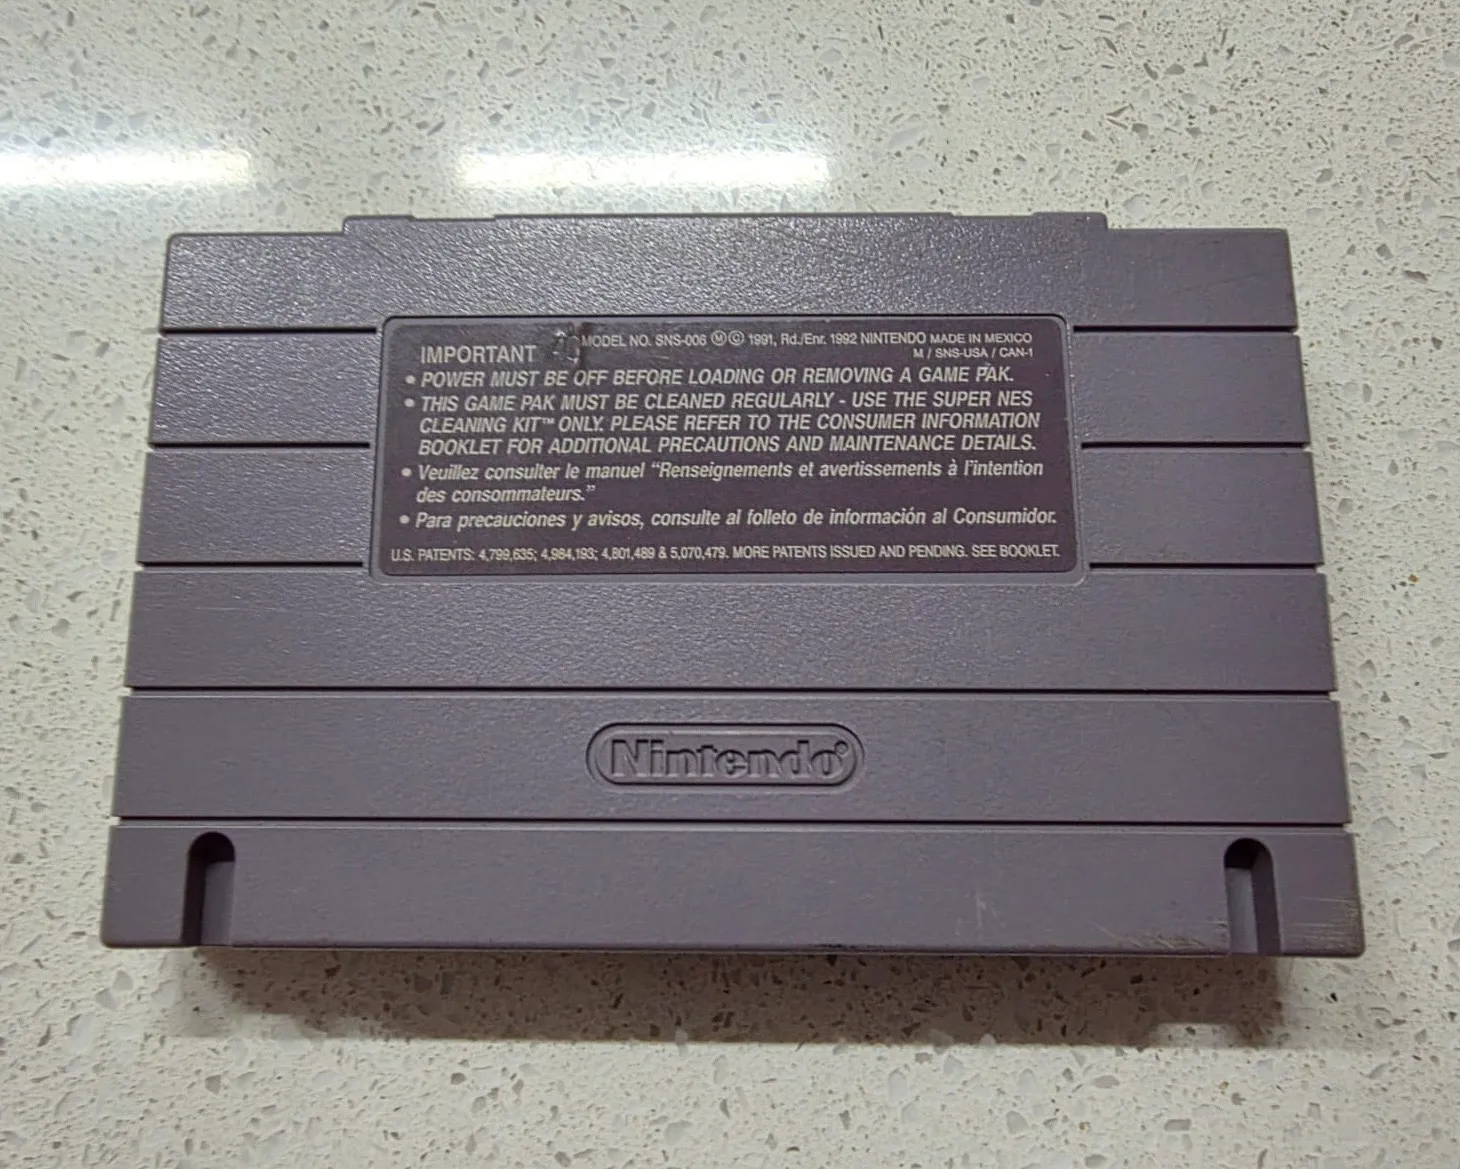 MODEL NO. SNS-006 Ⓜ© 1991, Rd./Enr. 1992 NINTENDO MADE IN MEXICO
IMPORTANT M / SNS-USA / CAN-1
• POWER MUST BE OFF BEFORE LOADING OR REMOVING A GAME PAK.
• THIS GAME PAK MUST BE CLEANED REGULARLY - USE THE SUPER NES
CLEANING KIT™ ONLY. PLEASE REFER TO THE CONSUMER INFORMATION
BOOKLET FOR ADDITIONAL PRECAUTIONS AND MAINTENANCE DETAILS.
• Veuillez consulter le manuel “Renseignements et avertissements à l’intention
des consommateurs.”
• Para precauciones y avisos, consulte al folleto de información al Consumidor.
U.S. PATENTS: 4,799,635; 4,984,193; 4,801,489 & 5,070,479. MORE PATENTS ISSUED AND PENDING. SEE BOOKLET.
Nintendo®